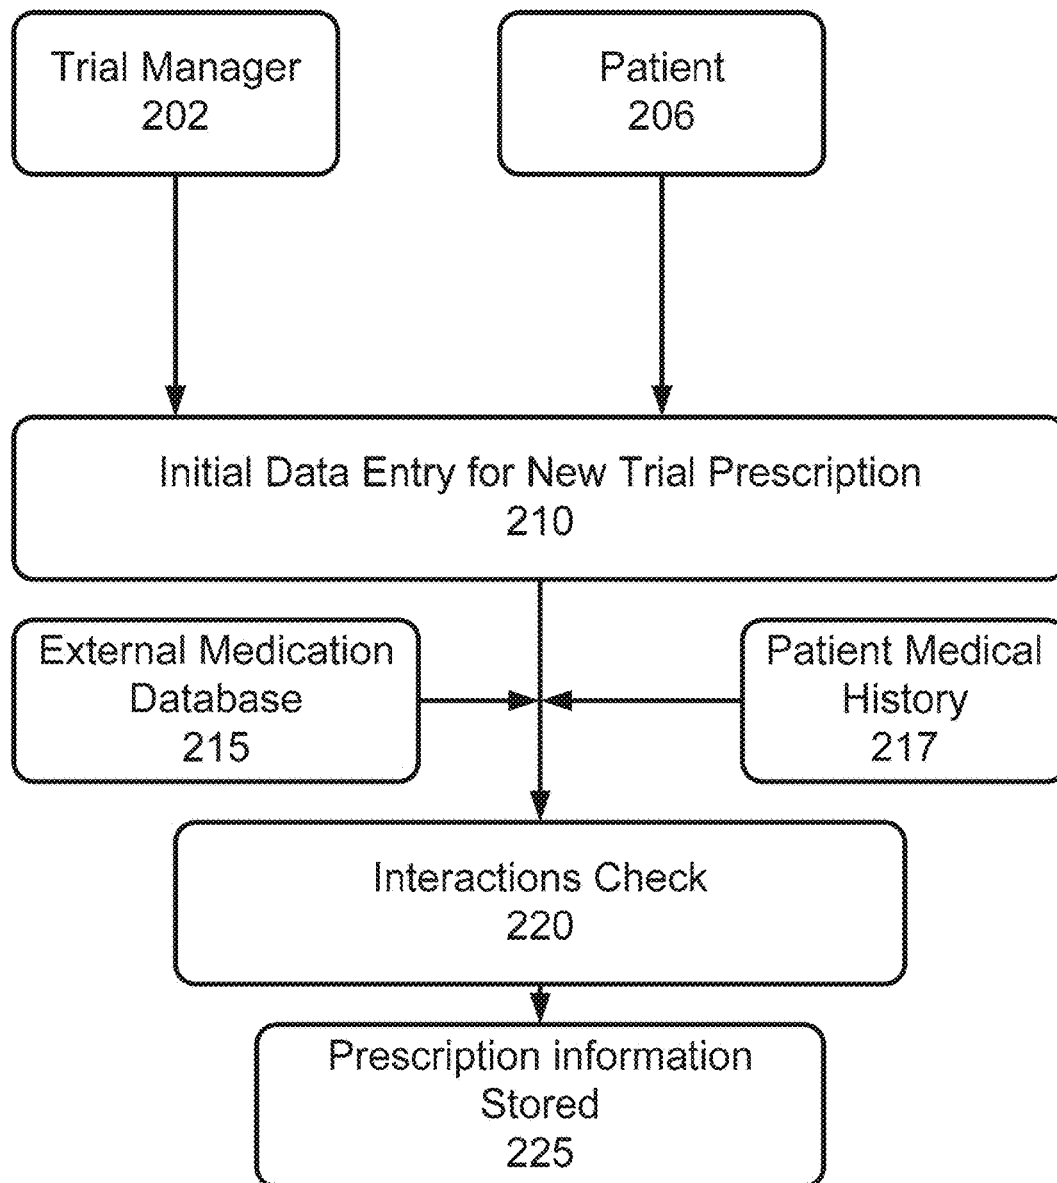 Trial Manager
202
Patient
206
Initial Data Entry for New Trial Prescription
210
External Medication
Database
215
Patient Medical
History
217
Interactions Check
220
Prescription information
Stored
225